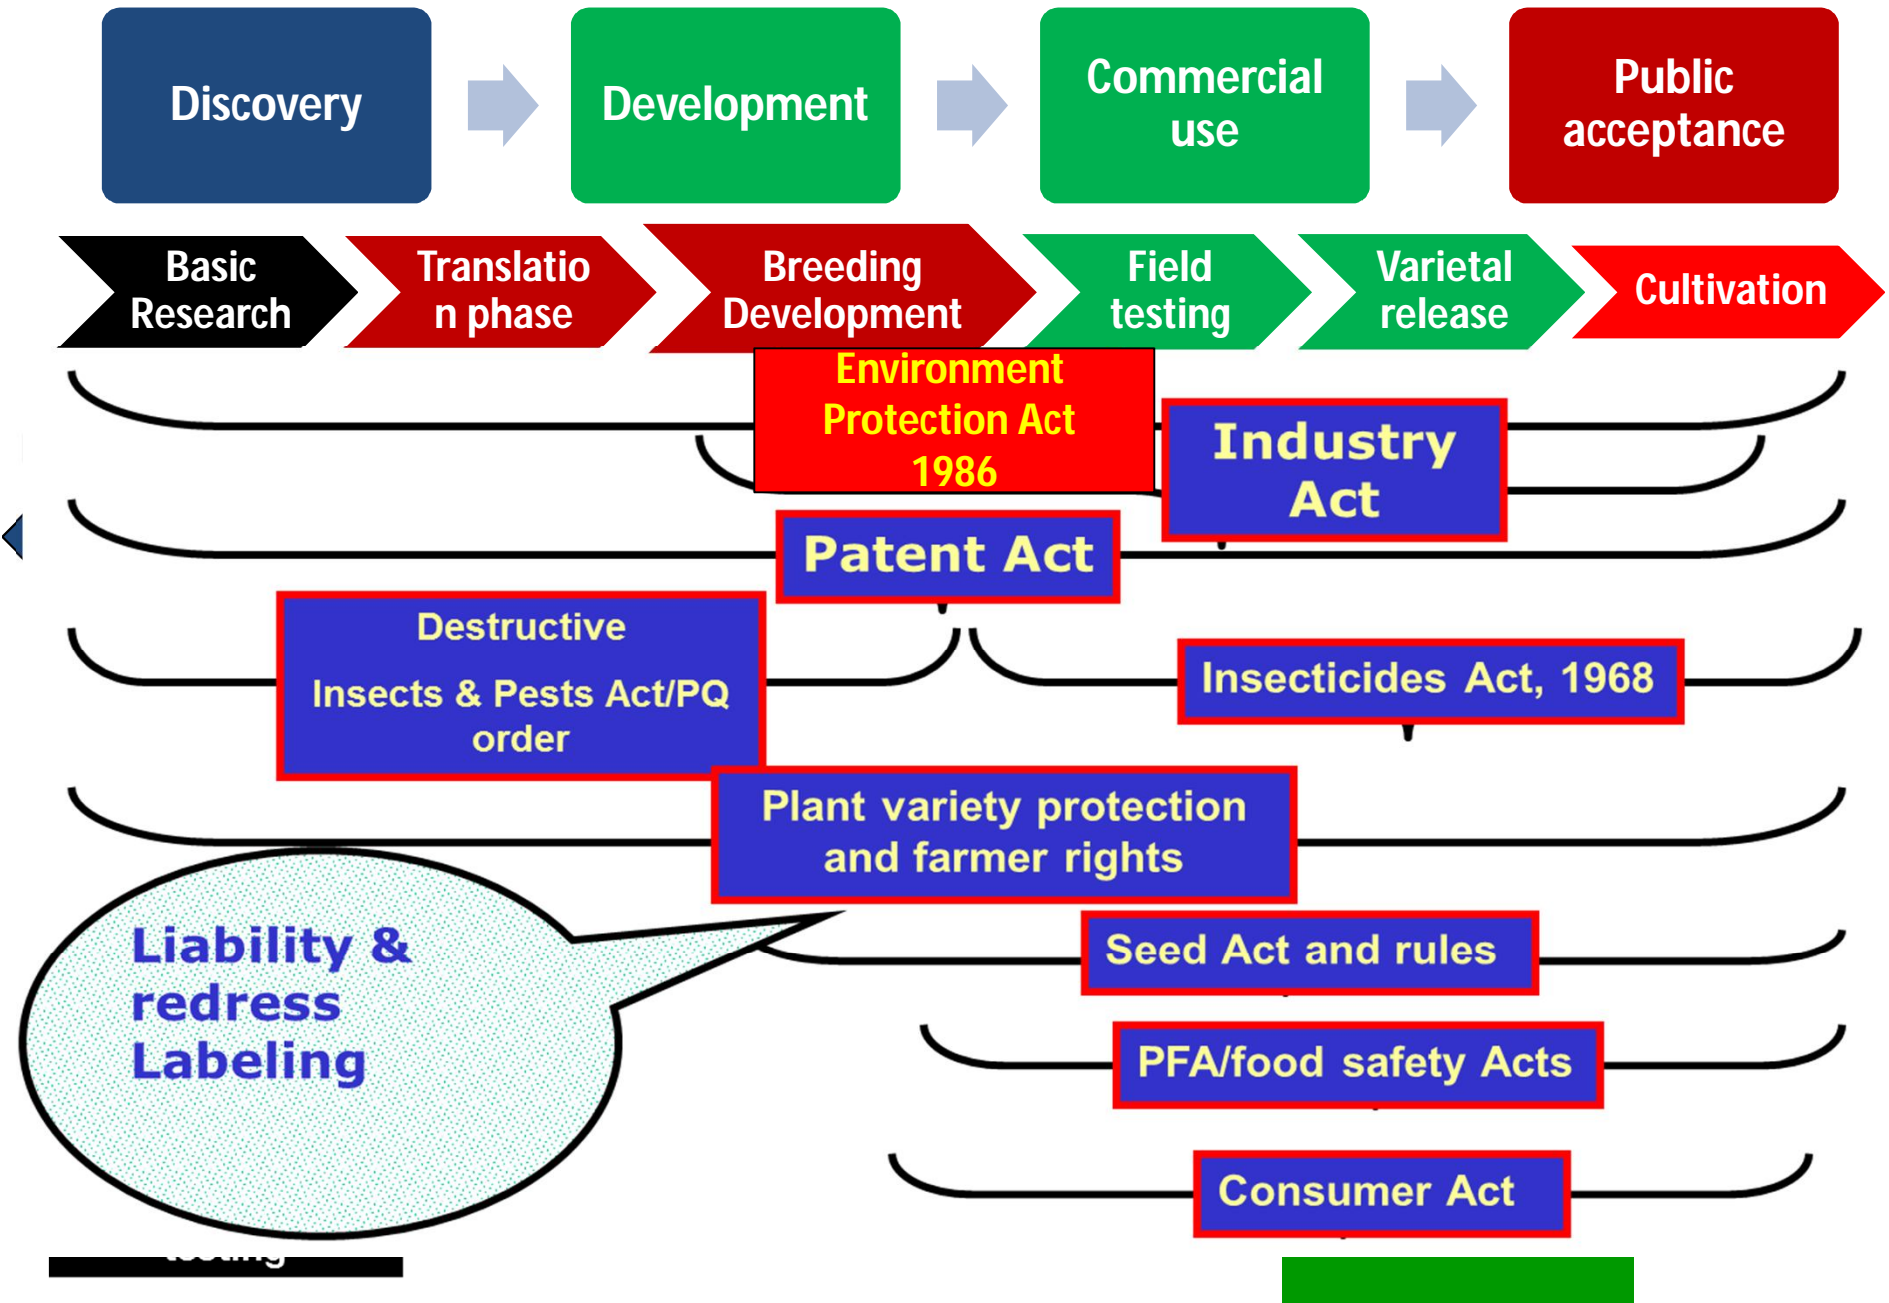 Discovery
Development
Commercial
use
Public
acceptance
Basic
Research
Translatio
n phase
Breeding
Development
Field
testing
Varietal
release
Cultivation
Environment
Protection Act
1986
Industry
Act
Patent Act
Destructive
Insects & Pests Act/PQ
order
Insecticides Act, 1968
Plant variety protection
and farmer rights
Liability &
redress
Labeling
Seed Act and rules
PFA/food safety Acts
Consumer Act
testing